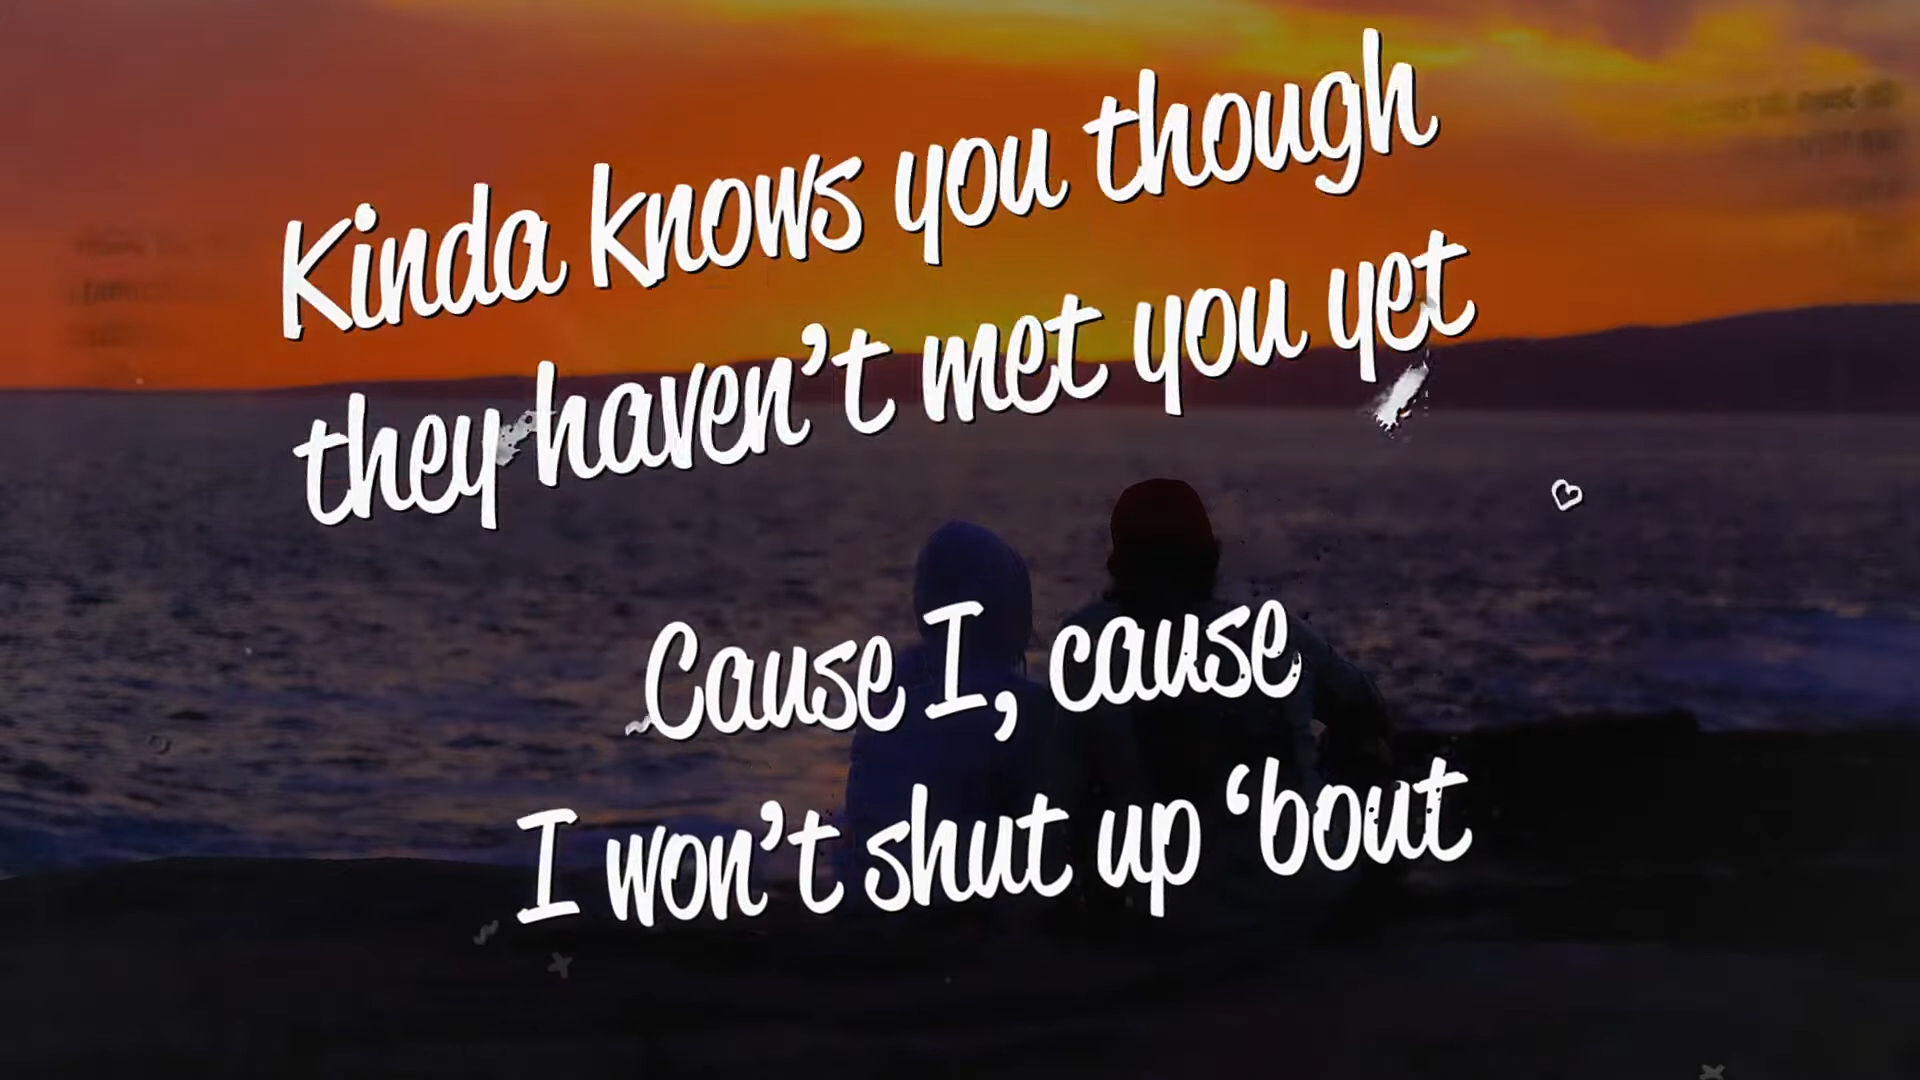 Kinda knows you though
they haven't met you yet
Cause I, cause
I won't shut up ‘bout